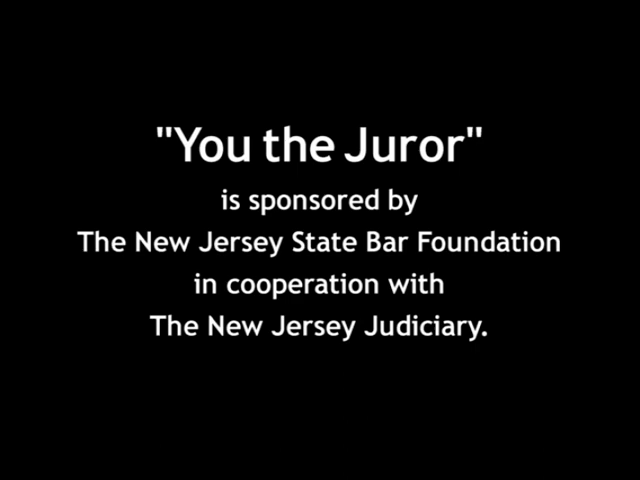 "You the Juror"
is sponsored by
The New Jersey State Bar Foundation
in cooperation with
The New Jersey Judiciary.